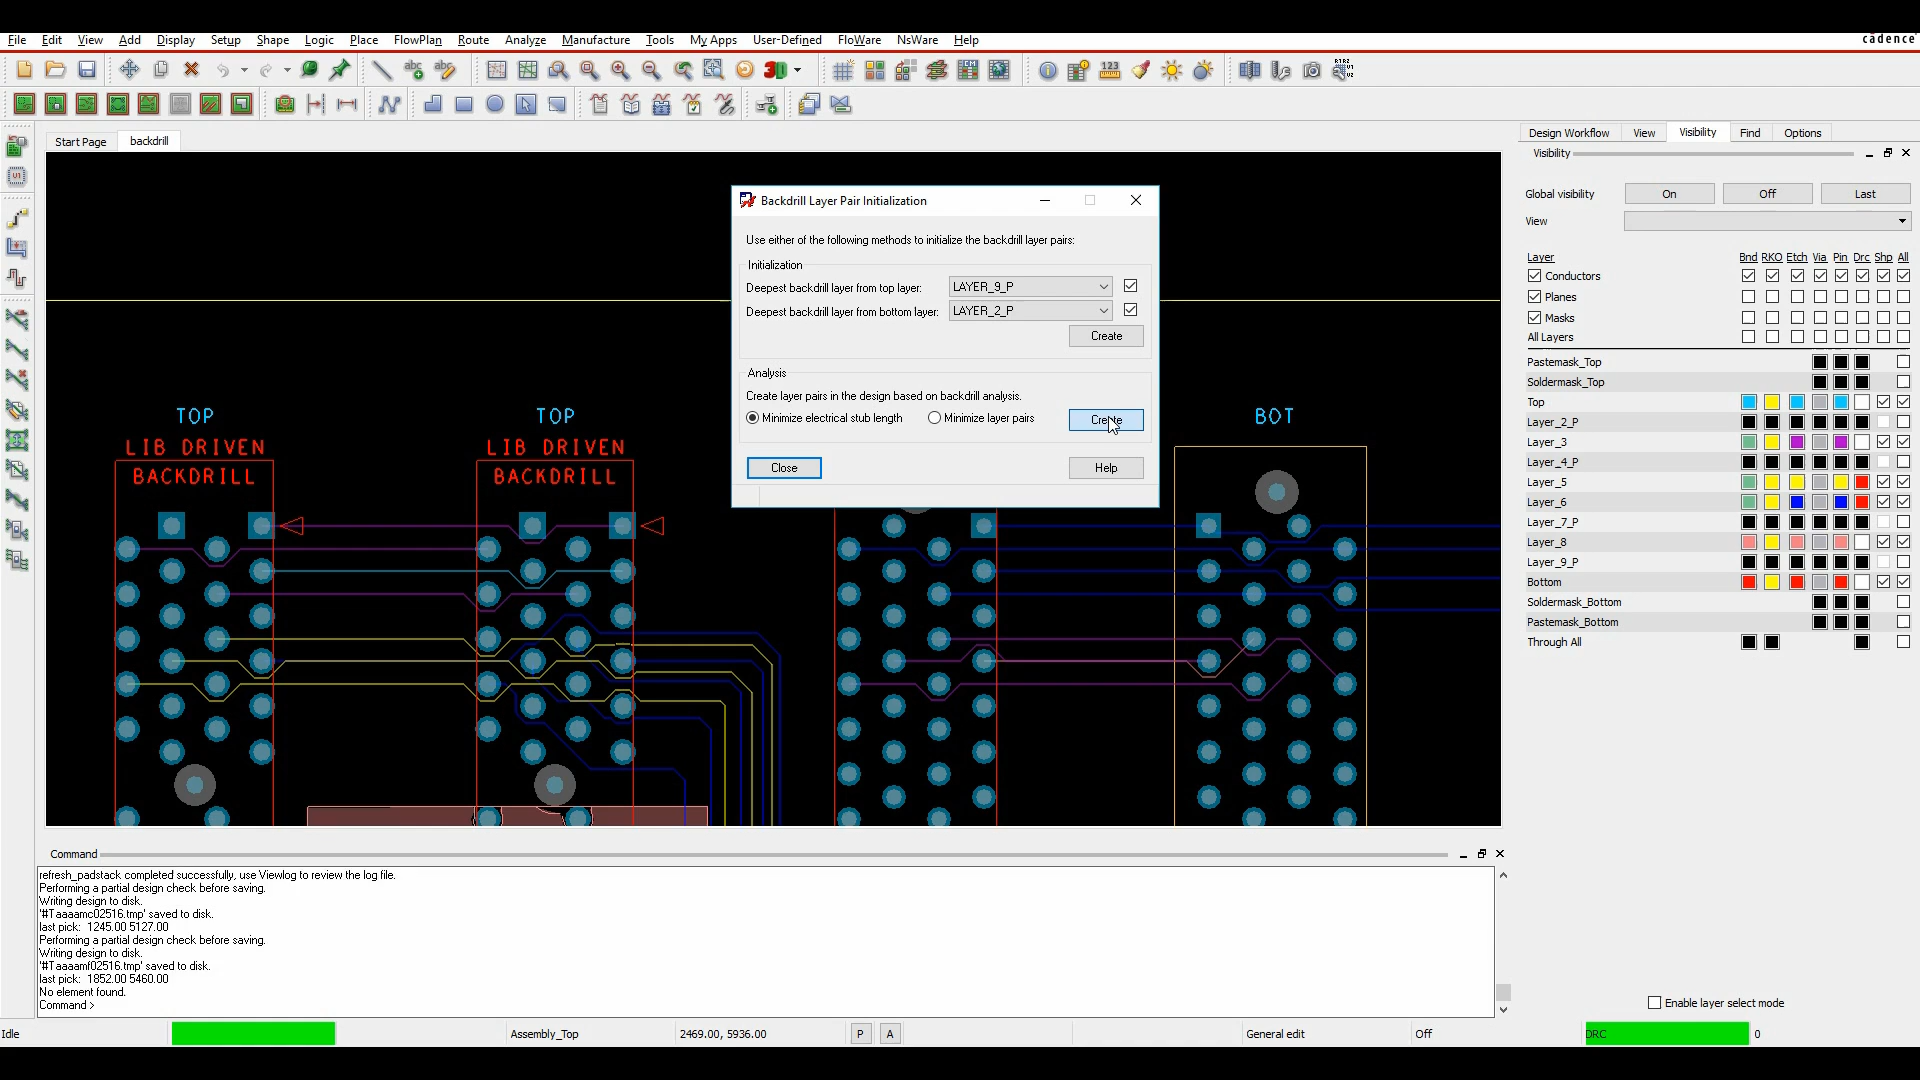 File Edit View Add Display Setup Shape Logic Place FlowPlan Route Analyze Manufacture Tools My Apps User-Defined FloWare NsWare Help
cādence
Start Page backdrill
Design Workflow View Visibility Find Options
Visibility
Global visibility On Off Last
View
Layer Bnd RKO Etch Via Pin Drc Shp All
Conductors
Planes
Masks
All Layers
Pastemask_Top
Soldermask_Top
Top
Layer_2_P
Layer_3
Layer_4_P
Layer_5
Layer_6
Layer_7_P
Layer_8
Layer_9_P
Bottom
Soldermask_Bottom
Pastemask_Bottom
Through All
Enable layer select mode
Backdrill Layer Pair Initialization
Use either of the following methods to initialize the backdrill layer pairs:
Initialization
Deepest backdrill layer from top layer: LAYER_9_P
Deepest backdrill layer from bottom layer: LAYER_2_P
Create
Analysis
Create layer pairs in the design based on backdrill analysis.
Minimize electrical stub length Minimize layer pairs Create
Close Help
TOP TOP BOT
LIB DRIVEN LIB DRIVEN
BACKDRILL BACKDRILL
Command
refresh_padstack completed successfully, use Viewlog to review the log file.
Performing a partial design check before saving.
Writing design to disk.
'#Taaaamc02516.tmp' saved to disk.
last pick: 1245.00 5127.00
Performing a partial design check before saving.
Writing design to disk.
'#Taaaamf02516.tmp' saved to disk.
last pick: 1852.00 5460.00
No element found.
Command >
Idle Assembly_Top 2469.00, 5936.00 P A General edit Off DRC 0